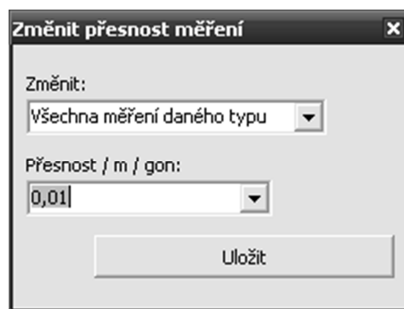 Změnit přesnost měření
Změnit:
Všechna měření daného typu
Přesnost / m / gon:
0,01
Uložit